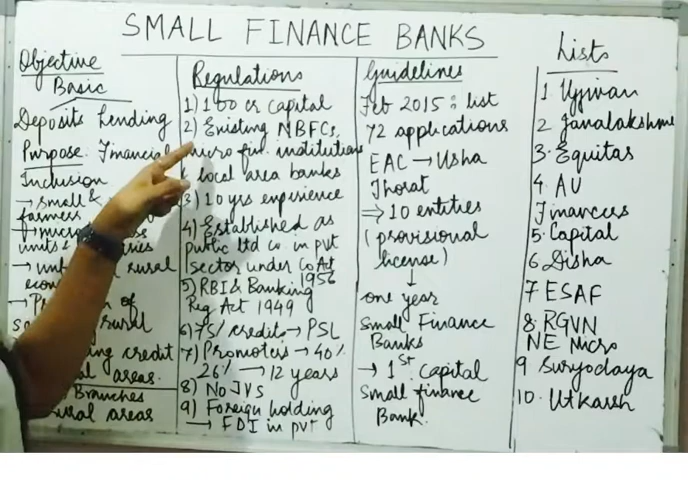 SMALL FINANCE BANKS
Objective
Basic
Deposits Lending
Purpose: Financial
Inclusion
→ small &
farmers
→ micro
units &
→ rural
→ of
rural
credit
areas.
Branches
areas
Regulations
1) 100 cr capital
2) Existing NBFCs,
micro fin. institutions
local area banks
3) 10 yrs experience
4) Established as
public ltd co in pvt
sector under Co Act
1956
5) RBI & Banking
Reg Act 1949
6) 75% credit → PSL
7) Promoters → 40%
26% → 12 years
8) No JVS
9) Foreign holding
→ FDI in pvt
Guidelines
Feb 2015: list
72 applications
EAC → Usha
Thorat
⇒ 10 entities
(provisional
license)
↓
one year
Small Finance
Banks
→ 1st Capital
Small finance
Bank.
Lists
1 Ujjivan
2 Janalakshmi
3. Equitas
4. AU
Financiers
5. Capital
6 Disha
7 ESAF
8. RGVN
NE Micro
9 Suryodaya
10. Utkarsh